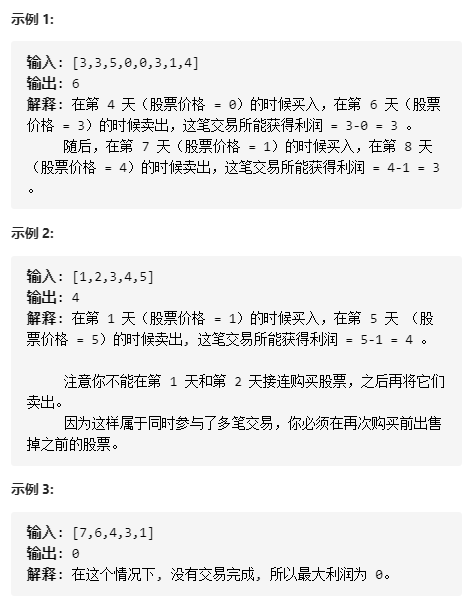 示例 1:
输入: [3,3,5,0,0,3,1,4]
输出: 6
解释: 在第 4 天（股票价格 = 0）的时候买入，在第 6 天（股票
价格 = 3）的时候卖出，这笔交易所能获得利润 = 3-0 = 3 。
随后，在第 7 天（股票价格 = 1）的时候买入，在第 8 天
（股票价格 = 4）的时候卖出，这笔交易所能获得利润 = 4-1 = 3
。
示例 2:
输入: [1,2,3,4,5]
输出: 4
解释: 在第 1 天（股票价格 = 1）的时候买入，在第 5 天 （股
票价格 = 5）的时候卖出, 这笔交易所能获得利润 = 5-1 = 4 。
注意你不能在第 1 天和第 2 天接连购买股票，之后再将它们
卖出。
因为这样属于同时参与了多笔交易，你必须在再次购买前出售
掉之前的股票。
示例 3:
输入: [7,6,4,3,1]
输出: 0
解释: 在这个情况下, 没有交易完成, 所以最大利润为 0。